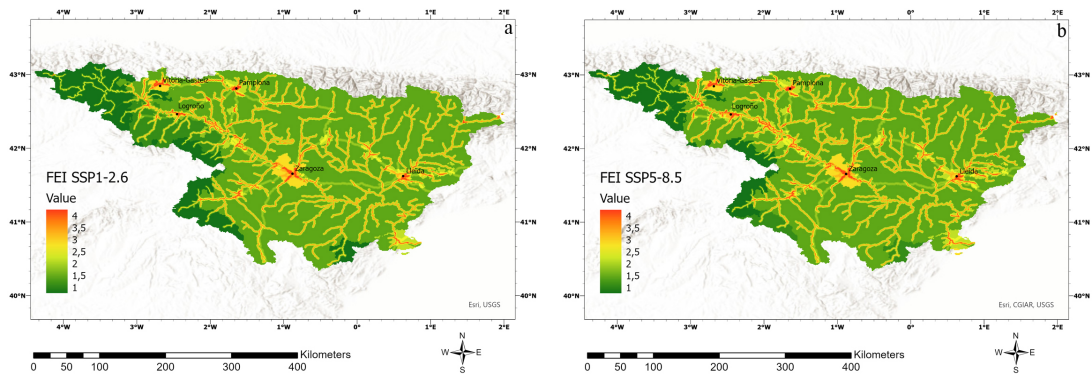 4°W 3°W 2°W 1°W 0° 1°E 2°E
a
43°N 43°N
Vitoria-Gasteiz
Pamplona
Logroño
42°N 42°N
FEI SSP1-2.6
Value
4
3,5
3
2,5
2
1,5
1
Zaragoza
Lleida
41°N 41°N
40°N 40°N
Esri, USGS
4°W 3°W 2°W 1°W 0° 1°E 2°E
Kilometers
0 50 100 200 300 400
N
W E
S
4°W 3°W 2°W 1°W 0° 1°E 2°E
b
43°N 43°N
Vitoria-Gasteiz
Pamplona
Logroño
42°N 42°N
FEI SSP5-8.5
Value
4
3,5
3
2,5
2
1,5
1
Zaragoza
Lleida
41°N 41°N
40°N 40°N
Esri, CGIAR, USGS
4°W 3°W 2°W 1°W 0° 1°E 2°E
Kilometers
0 50 100 200 300 400
N
W E
S